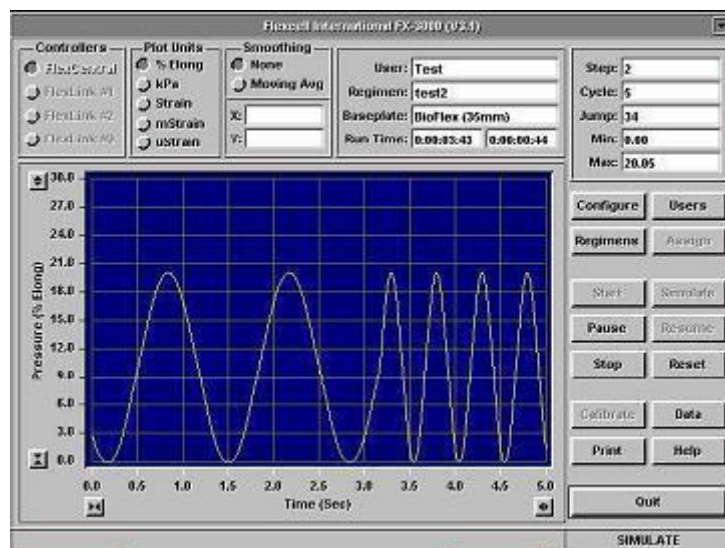 Flexcell International FX-3000 (V3.1)
Controllers
FlexCentral
FlexLink #1
FlexLink #2
FlexLink #3
Plot Units
% Elong
kPa
Strain
mStrain
ustrain
Smoothing
None
Moving Avg
X:
Y:
User: Test
Regimen: test2
Baseplate: BioFlex (35mm)
Run Time: 0:00:03:43 0:00:00:44
Step: 2
Cycle: 5
Jump: 34
Min: 0.00
Max: 20.05
Configure Users
Regimens Assign
Start Simulate
Pause Resume
Stop Reset
Calibrate Data
Print Help
Quit
SIMULATE
Pressure (% Elong)
30.0
27.0
24.0
21.0
18.0
15.0
12.0
9.0
6.0
3.0
0.0
0.0 0.5 1.0 1.5 2.0 2.5 3.0 3.5 4.0 4.5 5.0
Time (Sec)